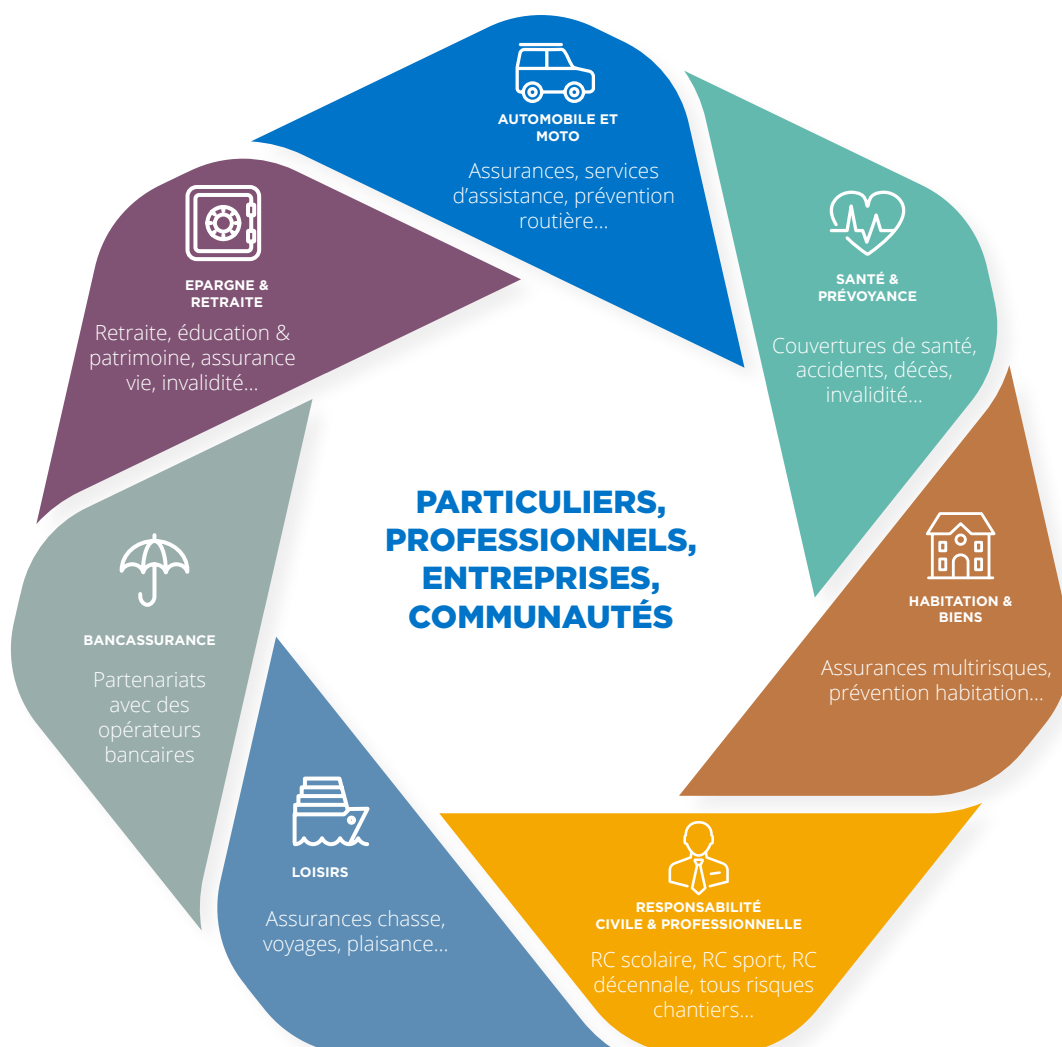 AUTOMOBILE ET
MOTO
Assurances, services
d’assistance, prévention
routière...
SANTÉ &
PRÉVOYANCE
Couvertures de santé,
accidents, décès,
invalidité...
HABITATION &
BIENS
Assurances multirisques,
prévention habitation...
RESPONSABILITÉ
CIVILE & PROFESSIONNELLE
RC scolaire, RC sport, RC
décennale, tous risques
chantiers...
LOISIRS
Assurances chasse,
voyages, plaisance...
BANCASSURANCE
Partenariats
avec des
opérateurs
bancaires
EPARGNE &
RETRAITE
Retraite, éducation &
patrimoine, assurance
vie, invalidité...
PARTICULIERS,
PROFESSIONNELS,
ENTREPRISES,
COMMUNAUTÉS